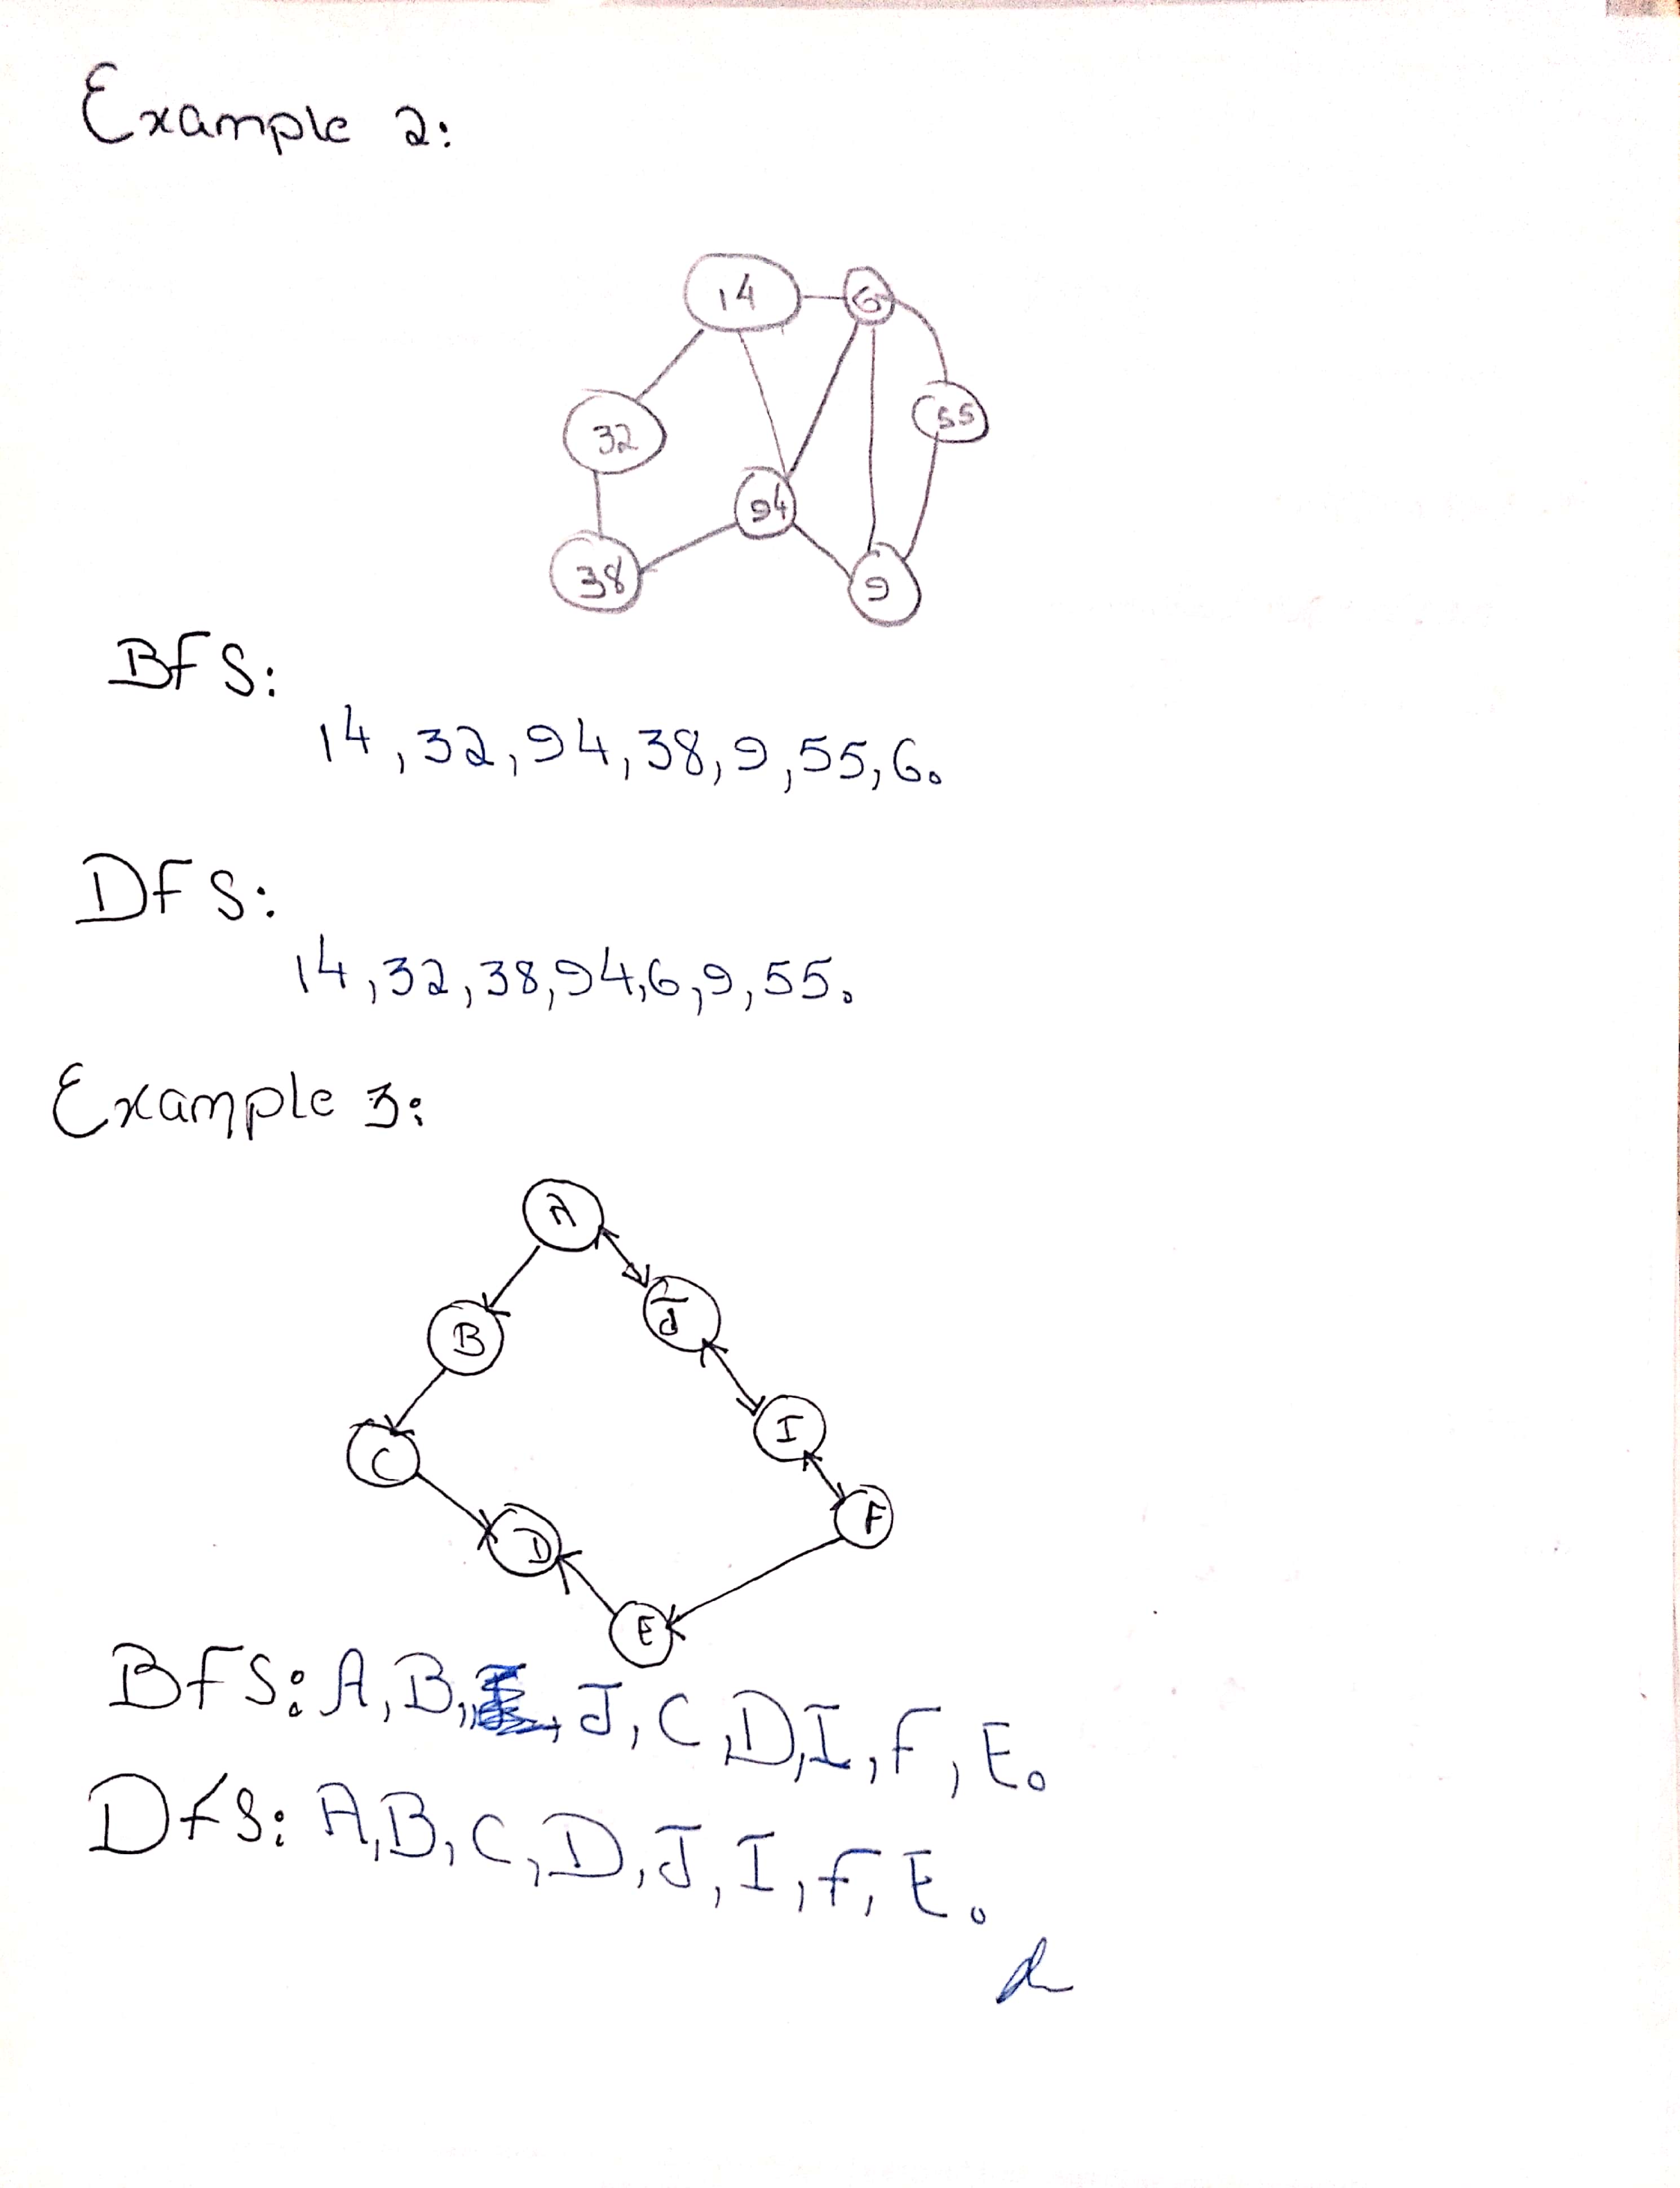 Example 2:
14 6
55
32
94
38 9
BFS:
14, 32, 94, 38, 9, 55, 6.
DFS:
14, 32, 38, 94, 6, 9, 55.
Example 3:
A
J
B
I
C
F
D
E
BFS: A, B, J, C, D, I, F, E.
DFS: A, B, C, D, J, I, F, E.